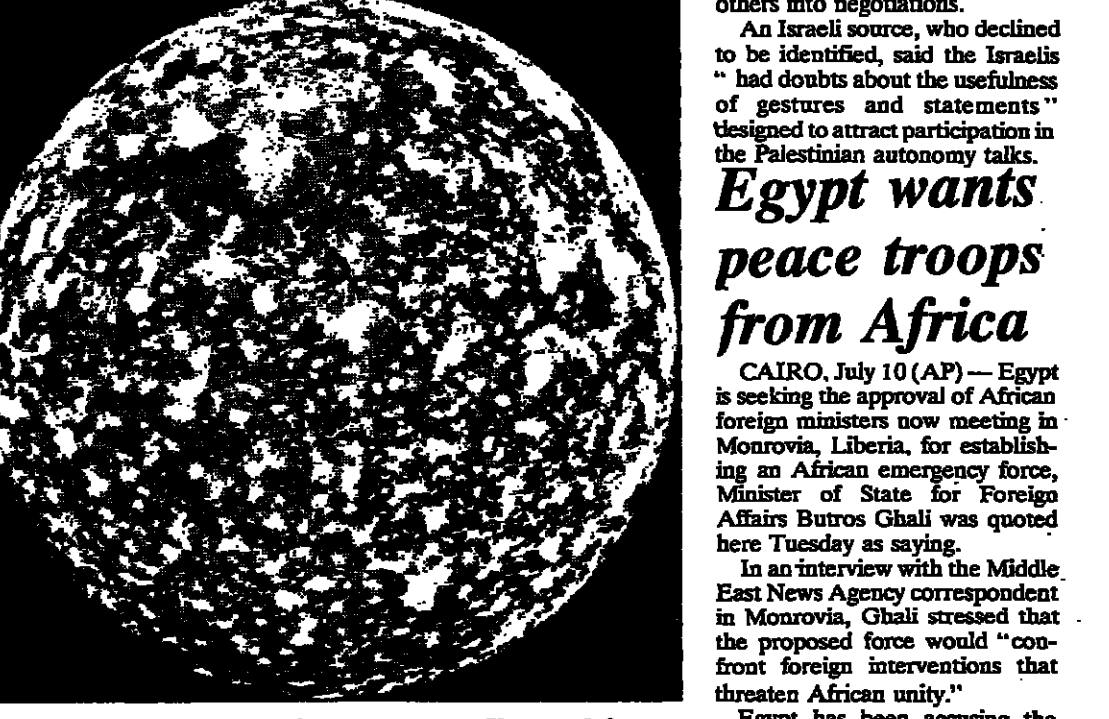 others into negotiations.
An Israeli source, who declined
to be identified, said the Israelis
“ had doubts about the usefulness
of gestures and statements”
designed to attract participation in
the Palestinian autonomy talks.
Egypt wants
peace troops
from Africa
CAIRO, July 10 (AP) — Egypt
is seeking the approval of African
foreign ministers now meeting in
Monrovia, Liberia, for establish-
ing an African emergency force,
Minister of State for Foreign
Affairs Butros Ghali was quoted
here Tuesday as saying.
In an interview with the Middle
East News Agency correspondent
in Monrovia, Ghali stressed that
the proposed force would “con-
front foreign interventions that
threaten African unity.”
Egypt has been accusing the